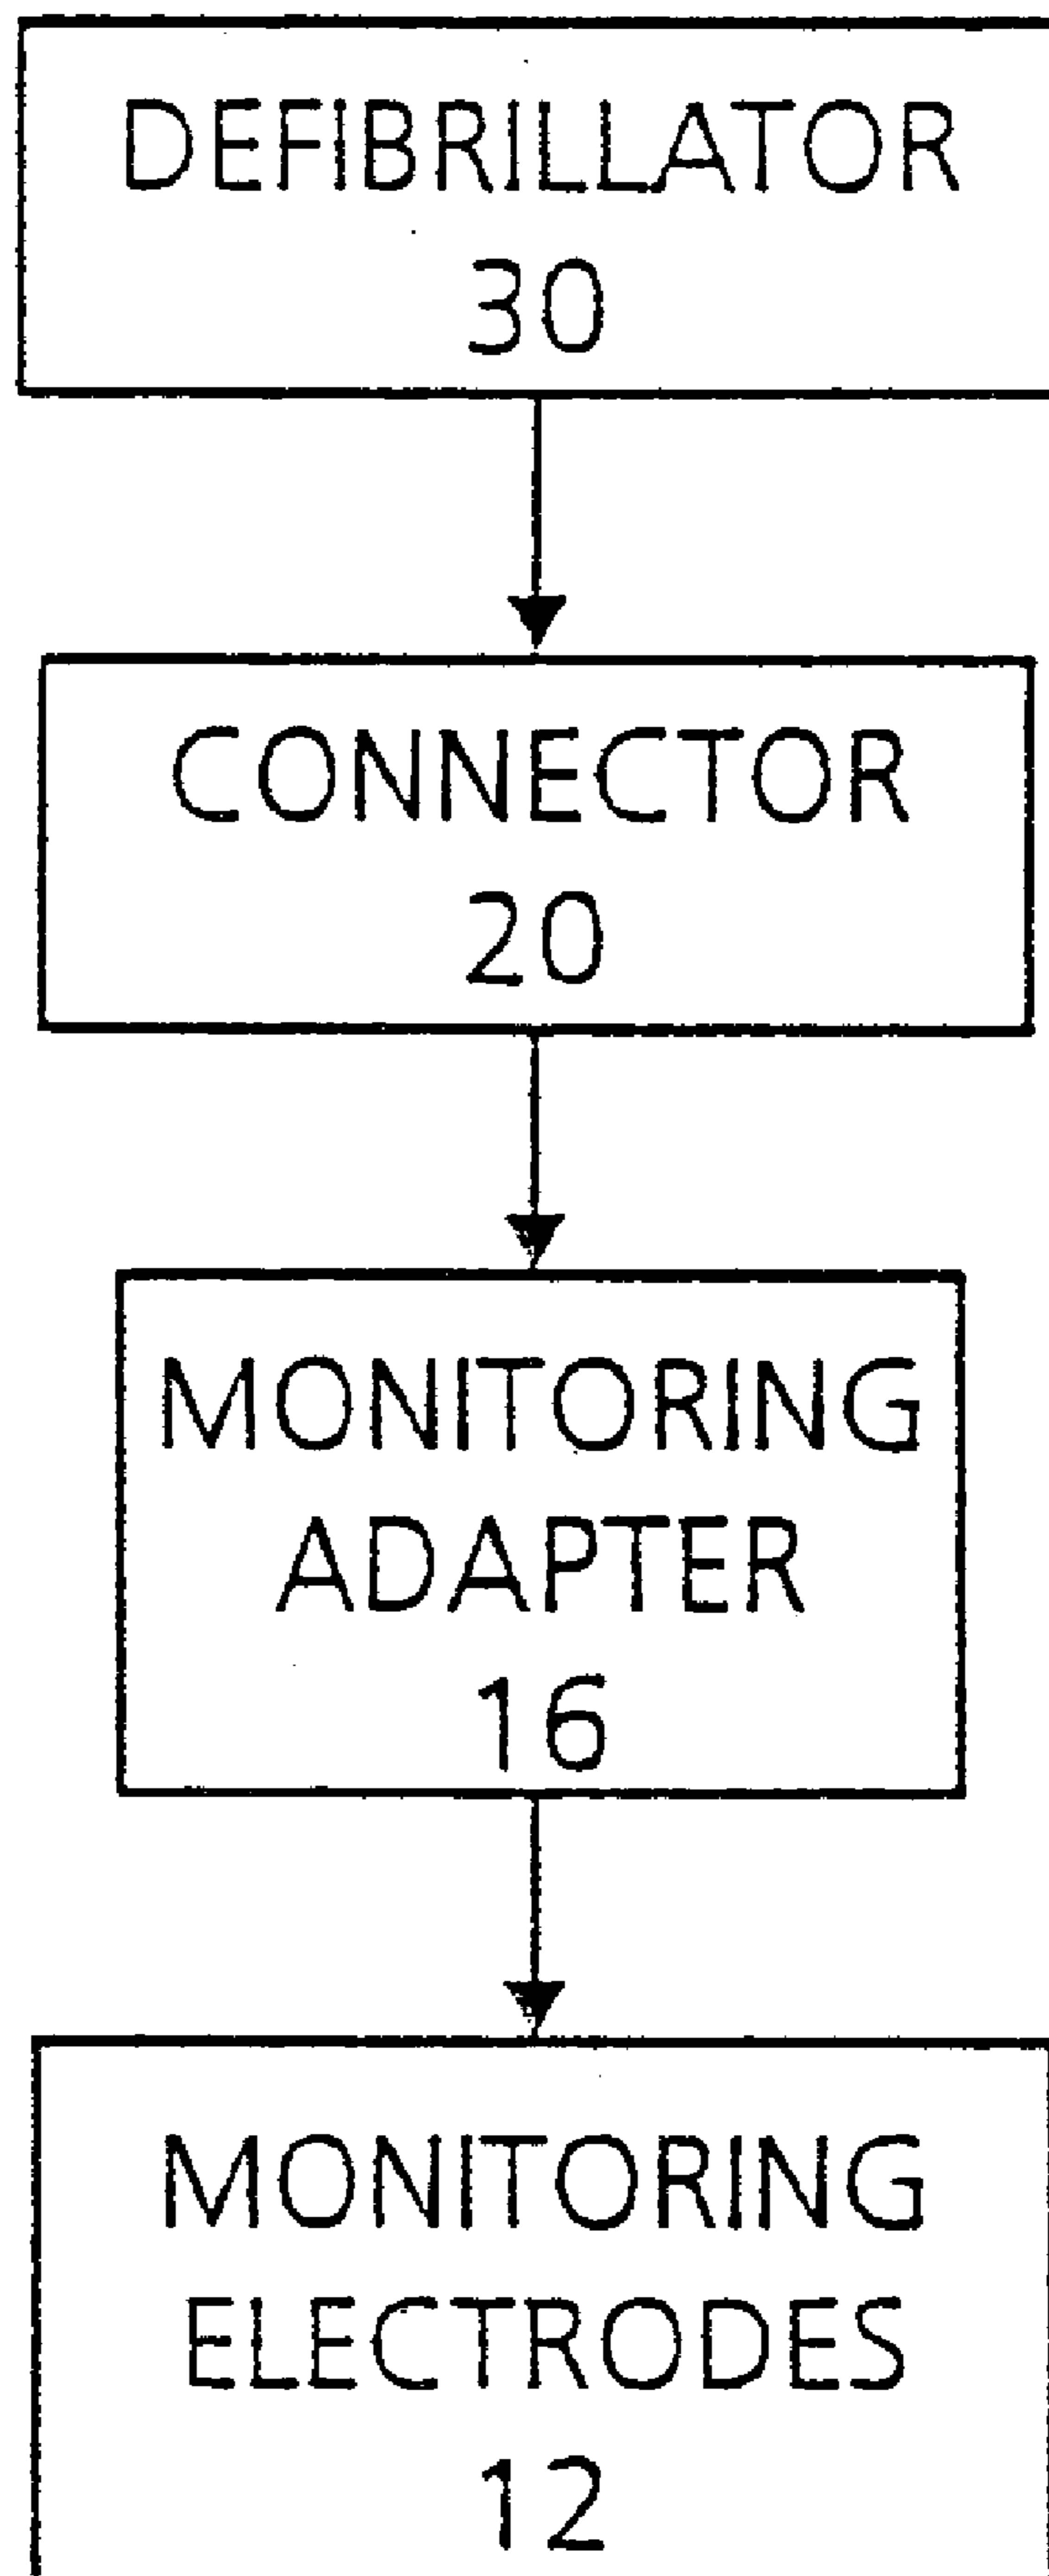 DEFIBRILLATOR
30
CONNECTOR
20
MONITORING
ADAPTER
16
MONITORING
ELECTRODES
12